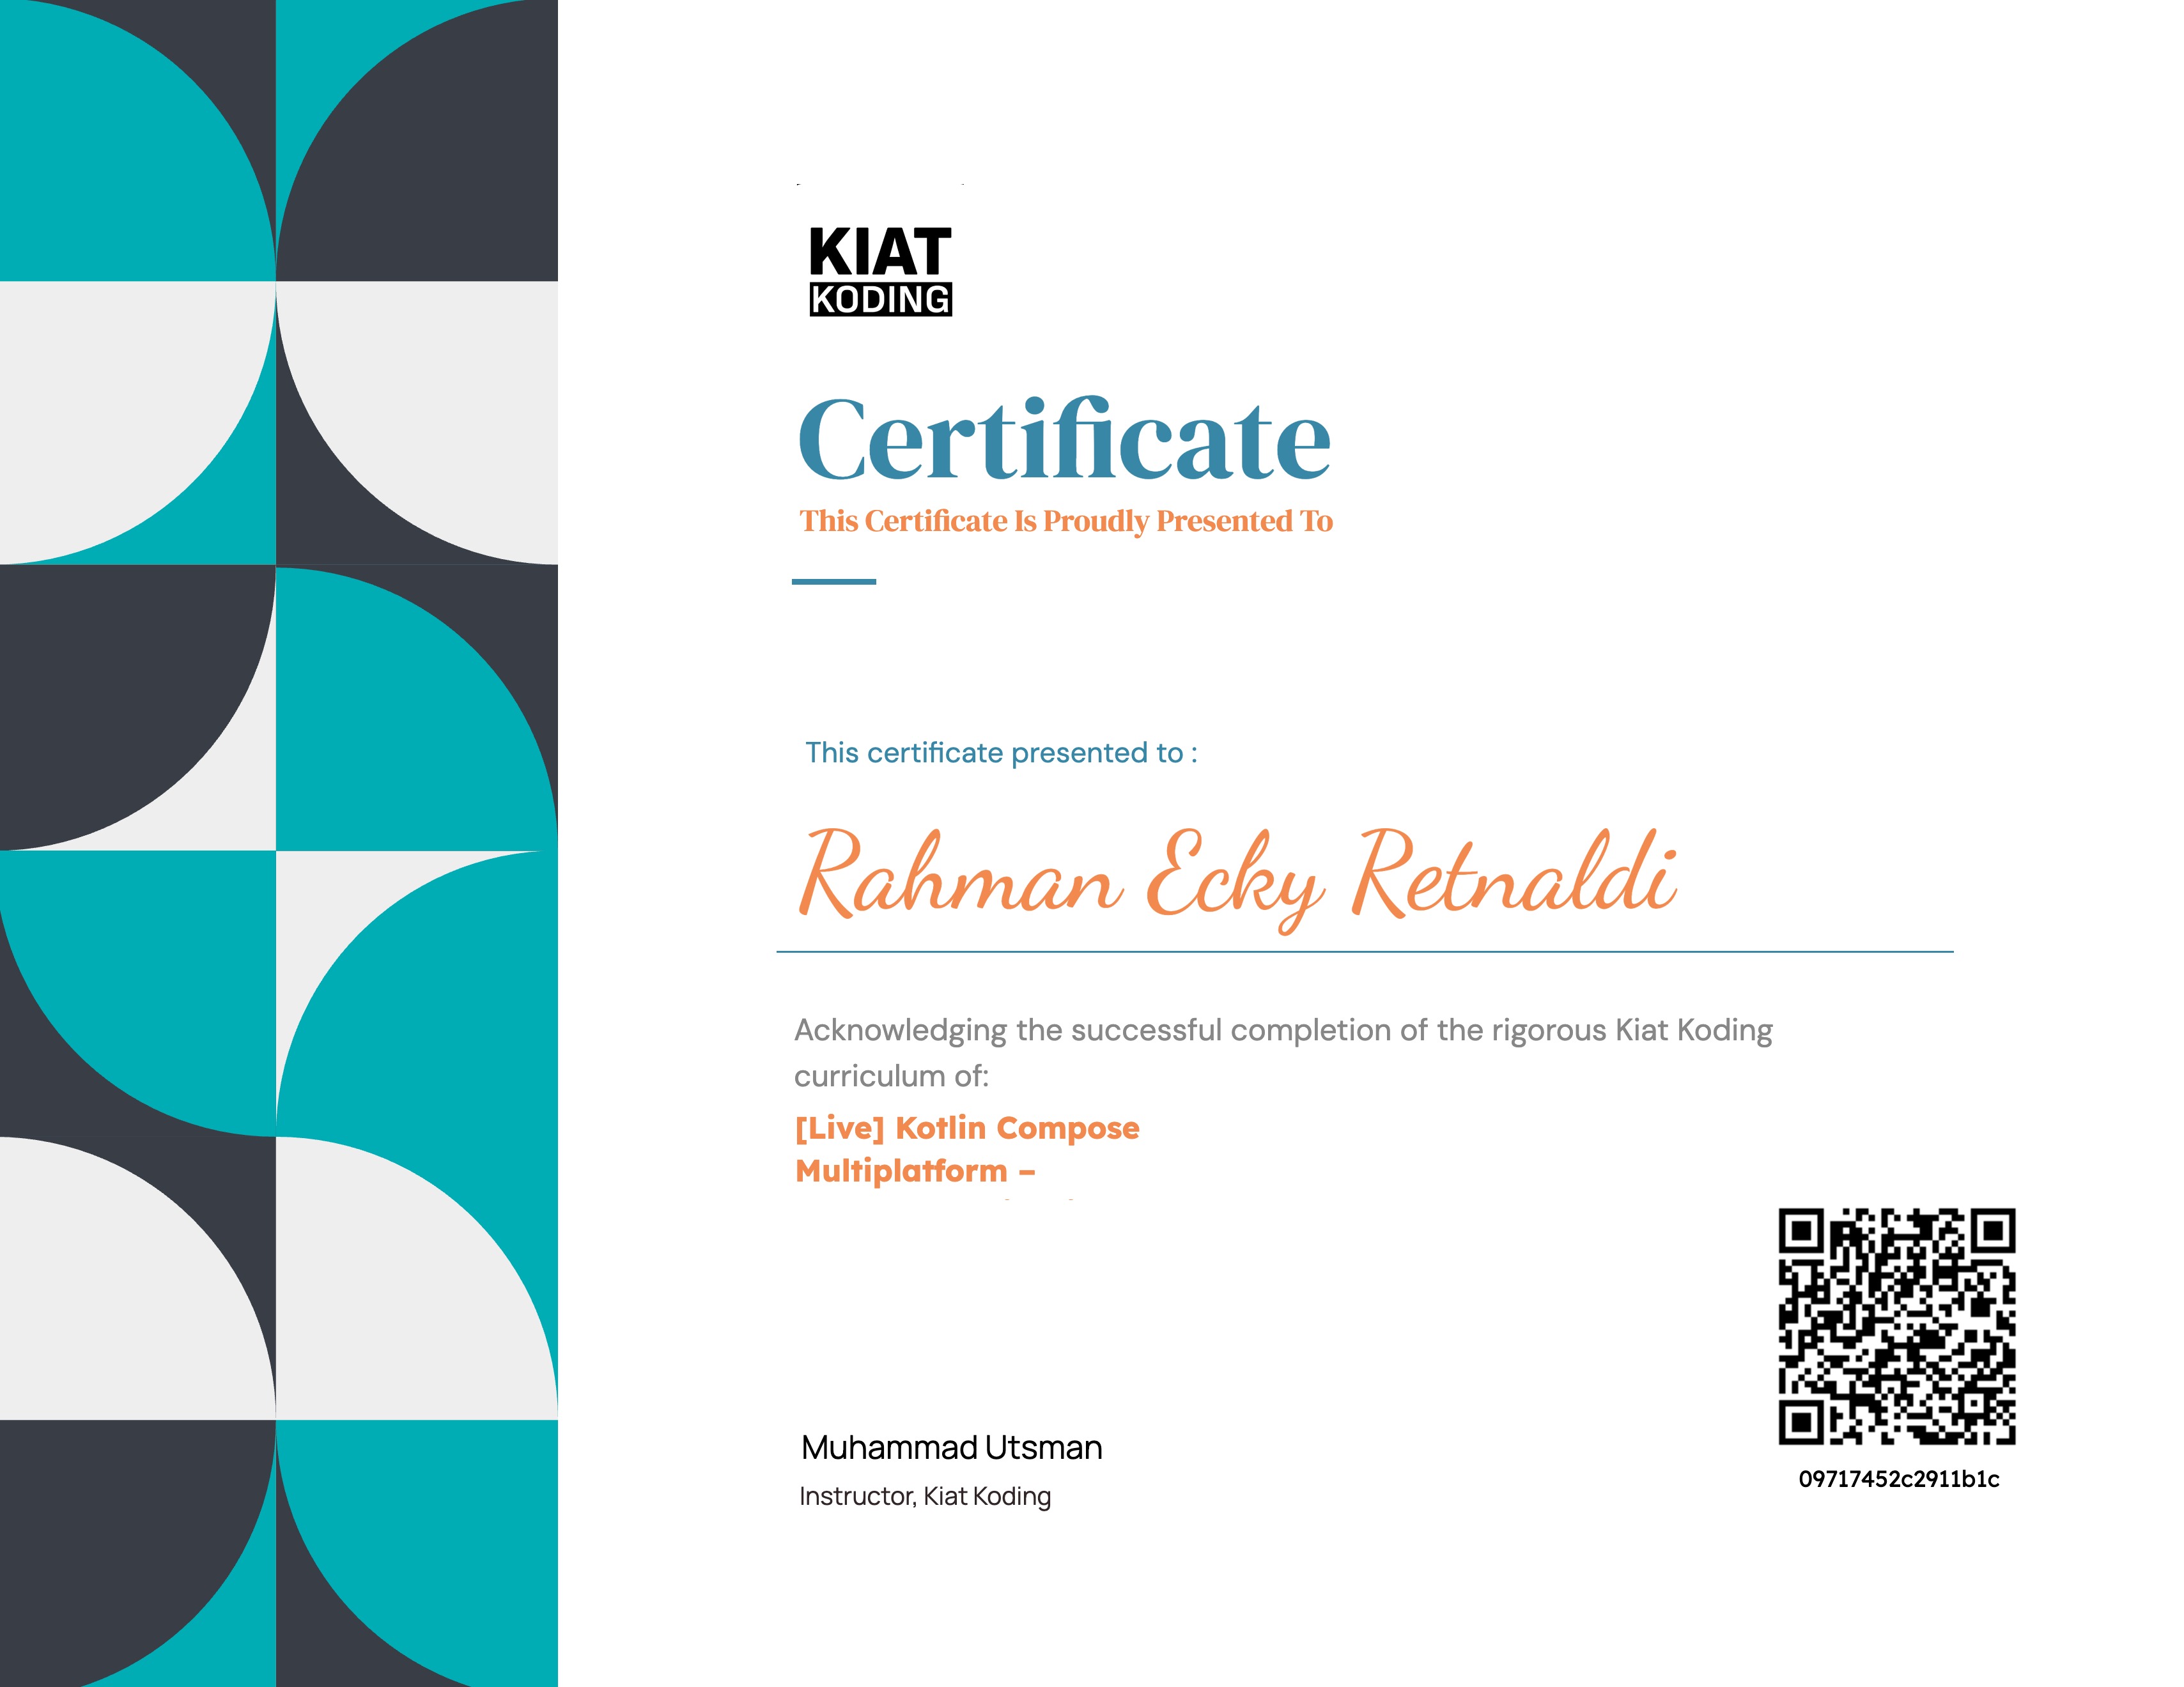 KIAT
KODING
Certificate
This Certificate Is Proudly Presented To
This certificate presented to :
Rahman Ecky Retnaldi
Acknowledging the successful completion of the rigorous Kiat Koding
curriculum of:
[Live] Kotlin Compose
Multiplatform -
Muhammad Utsman
Instructor, Kiat Koding
09717452c2911b1c